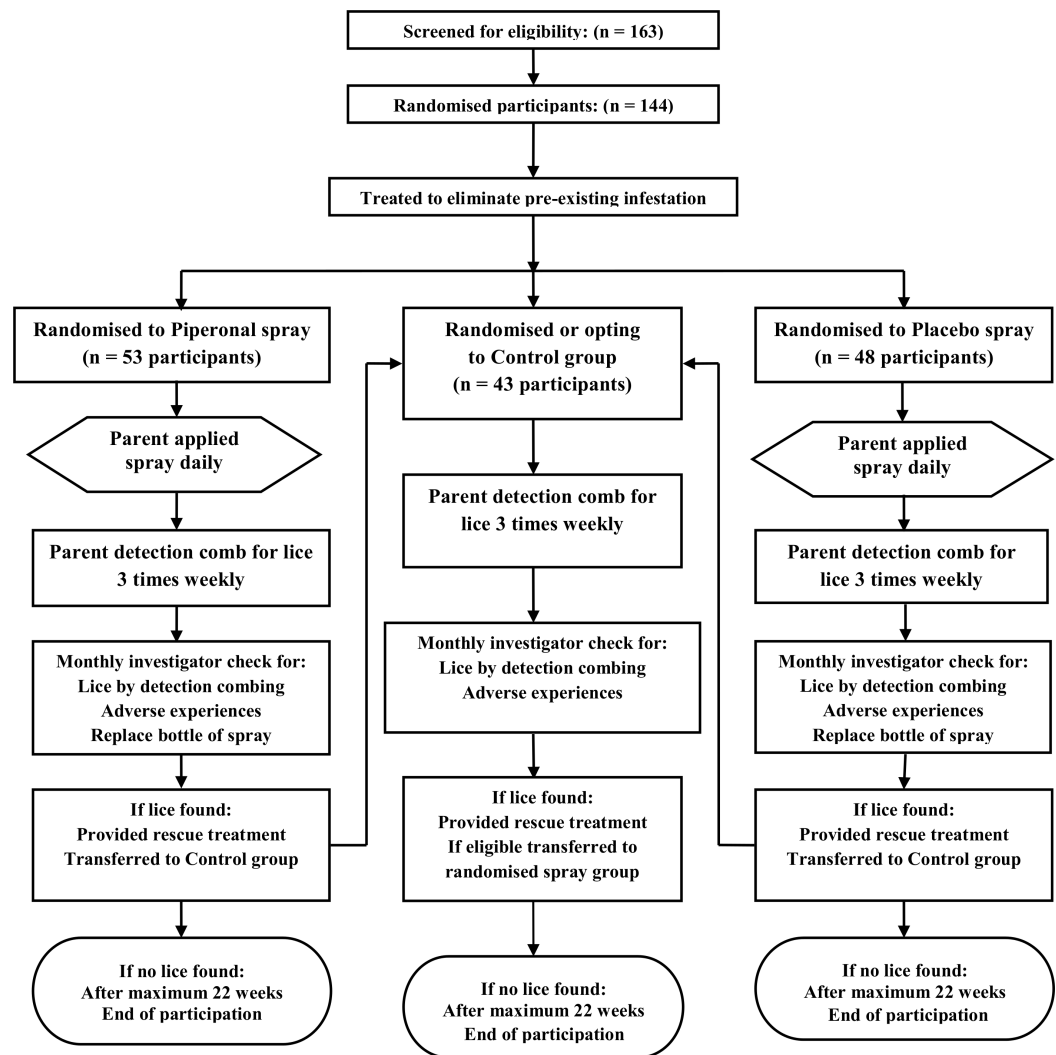 Screened for eligibility: (n = 163)
Randomised participants: (n = 144)
Treated to eliminate pre-existing infestation
Randomised to Piperonal spray
(n = 53 participants)
Parent applied
spray daily
Parent detection comb for lice
3 times weekly
Monthly investigator check for:
Lice by detection combing
Adverse experiences
Replace bottle of spray
If lice found:
Provided rescue treatment
Transferred to Control group
If no lice found:
After maximum 22 weeks
End of participation
Randomised or opting
to Control group
(n = 43 participants)
Parent detection comb for
lice 3 times weekly
Monthly investigator check for:
Lice by detection combing
Adverse experiences
If lice found:
Provided rescue treatment
If eligible transferred to
randomised spray group
If no lice found:
After maximum 22 weeks
End of participation
Randomised to Placebo spray
(n = 48 participants)
Parent applied
spray daily
Parent detection comb for
lice 3 times weekly
Monthly investigator check for:
Lice by detection combing
Adverse experiences
Replace bottle of spray
If lice found:
Provided rescue treatment
Transferred to Control group
If no lice found:
After maximum 22 weeks
End of participation